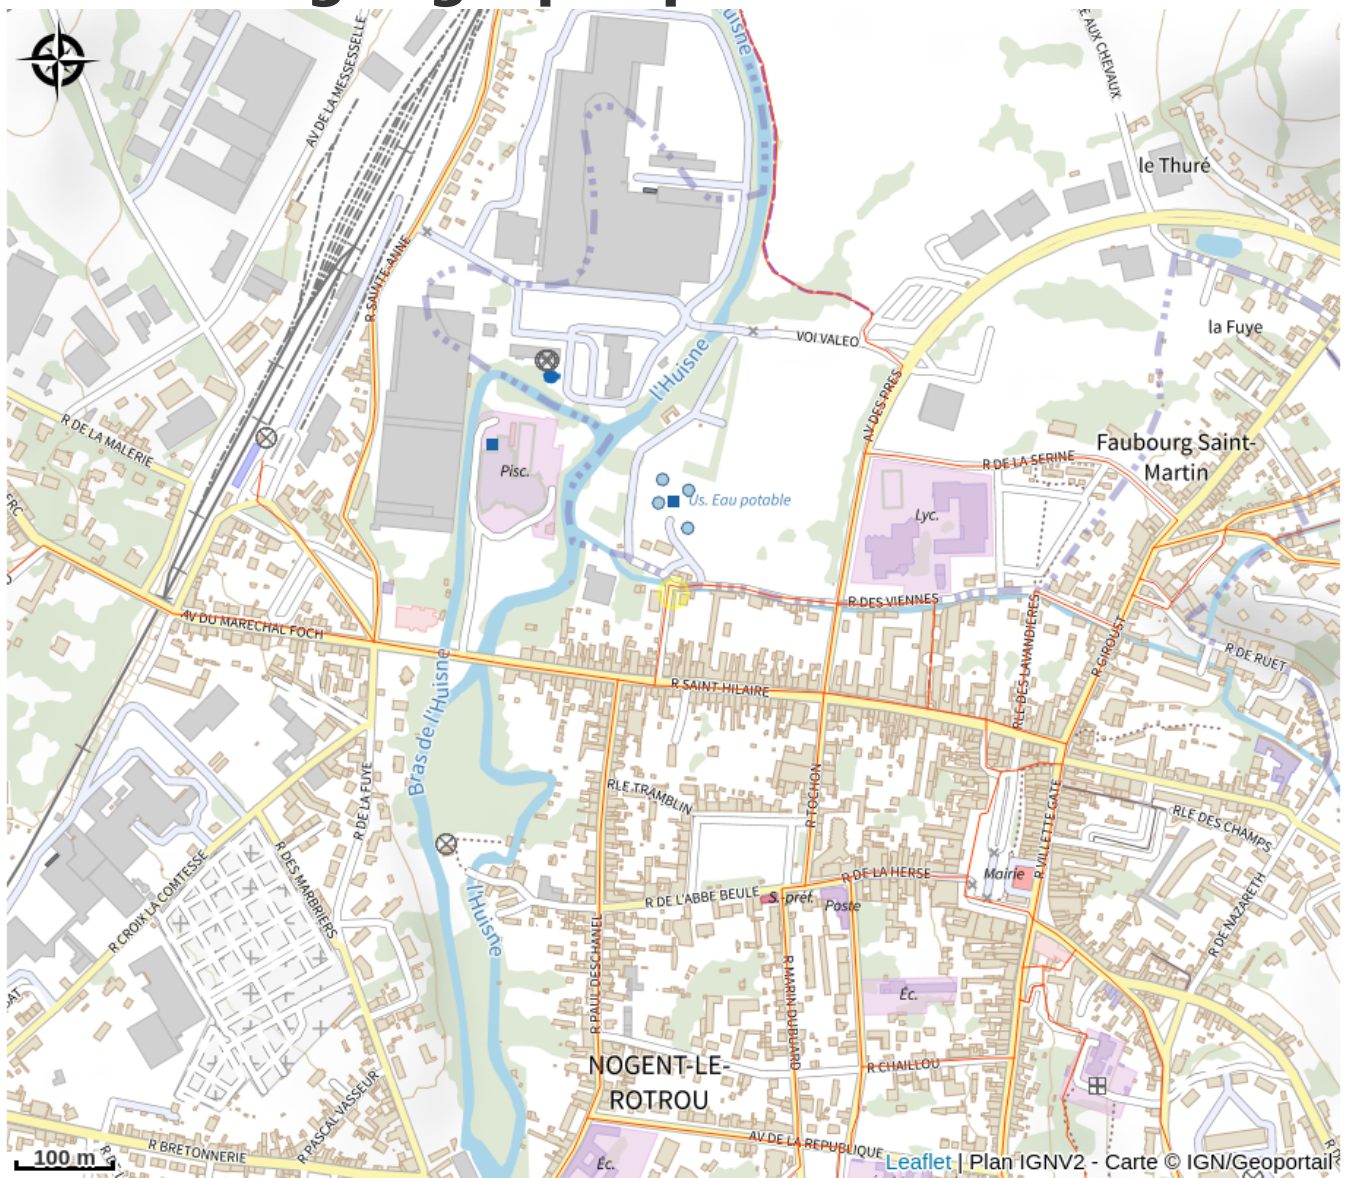 l'Huisne
AV DE LA MESSESSELLE
E AUX CHEVAUX
le Thuré
R SAINTE-ANNE
la Fuye
VOI VALEO
l'Huisne
AV DES PRES
R DE LA MALERIE
Faubourg Saint-
Martin
R DE LA SERINE
Pisc.
Us. Eau potable
Lyc.
ERC
R DES VIENNES
AV DU MARECHAL FOCH
RLE DES LAVANDIERES
R GIROUST
R DE RUET
R SAINT HILAIRE
Bras de l'Huisne
R DE LA FUYE
RLE TRAMBLIN
R TOCHON
R VILLETTE GATE
RLE DES CHAMPS
R CROIX LA COMTESSE
R DES MARBRIERS
R DE LA HERSE
Mairie
R DE L'ABBE BEULE
S.-préf.
Poste
l'Huisne
R DE NAZARETH
R PAUL DESCHANEL
R MARIN DUBUARD
Éc.
NOGENT-LE-
ROTROU
R CHAILLOU
R PASCAL VASSEUR
R BRETONNERIE
AV DE LA REPUBLIQUE
Éc.
100 m
Leaflet | Plan IGNV2 - Carte © IGN/Geoportail